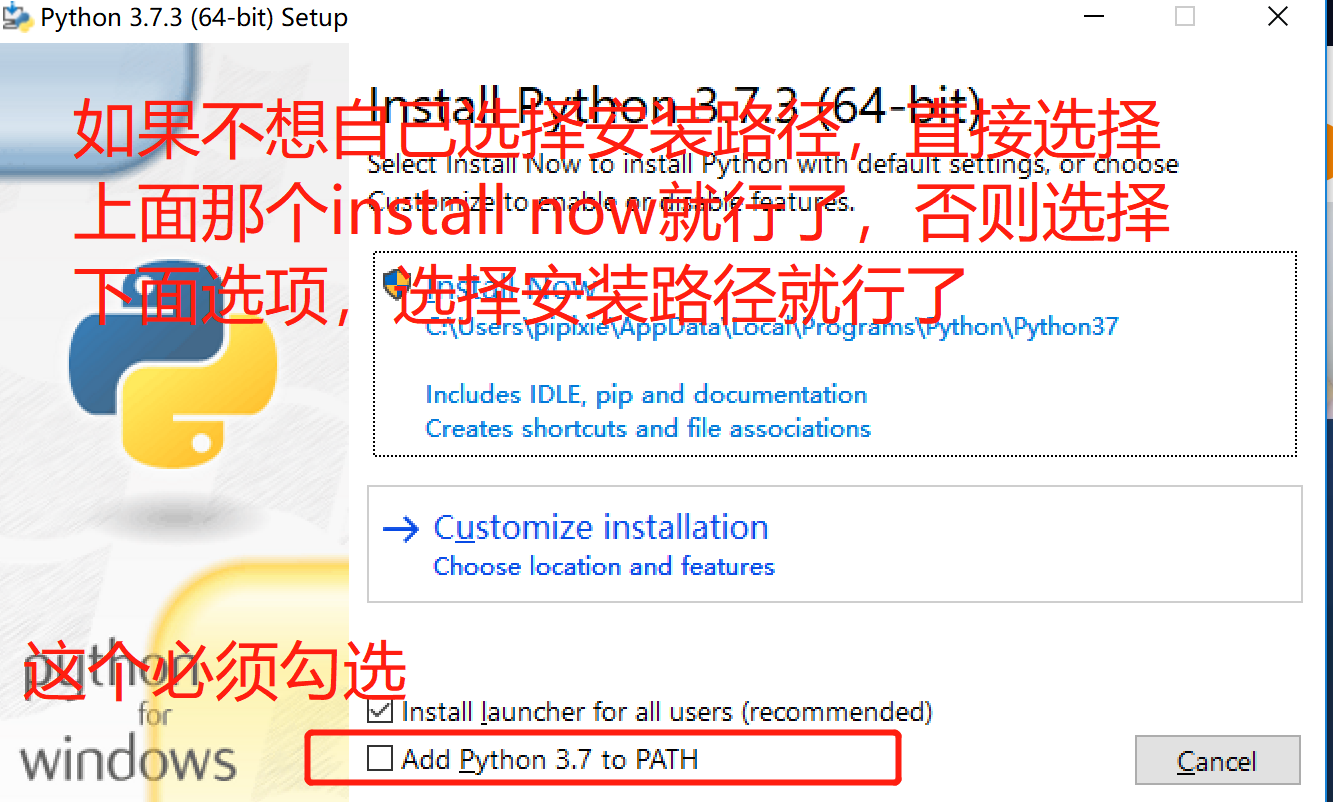 Python 3.7.3 (64-bit) Setup
Install Python 3.7.3 (64-bit)
如果不想自己选择安装路径，直接选择
Select Install Now to install Python with default settings, or choose
Customize to enable or disable features.
上面那个install now就行了，否则选择
下面选项，选择安装路径就行了
Install Now
C:\Users\piplxie\AppData\Local\Programs\Python\Python37
Includes IDLE, pip and documentation
Creates shortcuts and file associations
Customize installation
Choose location and features
这个必须勾选
python
for
windows
Install launcher for all users (recommended)
Add Python 3.7 to PATH
Cancel